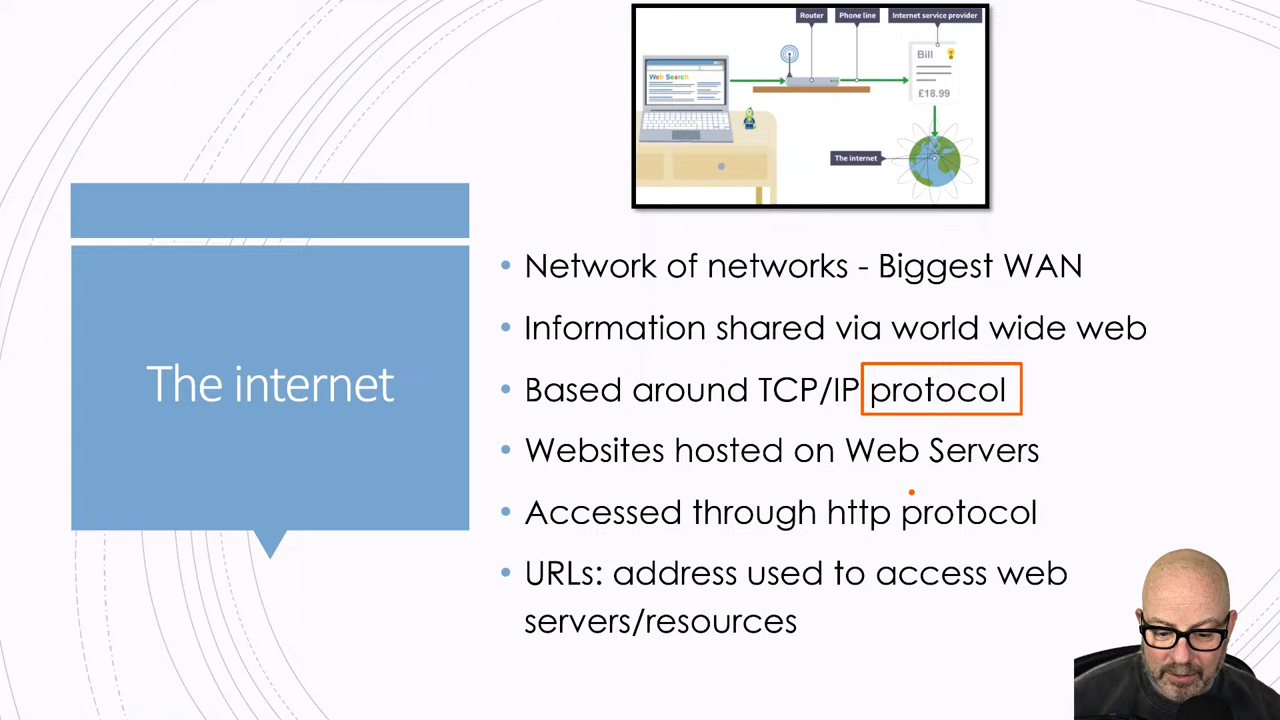 Router
Phone line
Internet service provider
Web Search
Bill
£18.99
The internet
The internet
• Network of networks - Biggest WAN
• Information shared via world wide web
• Based around TCP/IP protocol
• Websites hosted on Web Servers
• Accessed through http protocol
• URLs: address used to access web
servers/resources